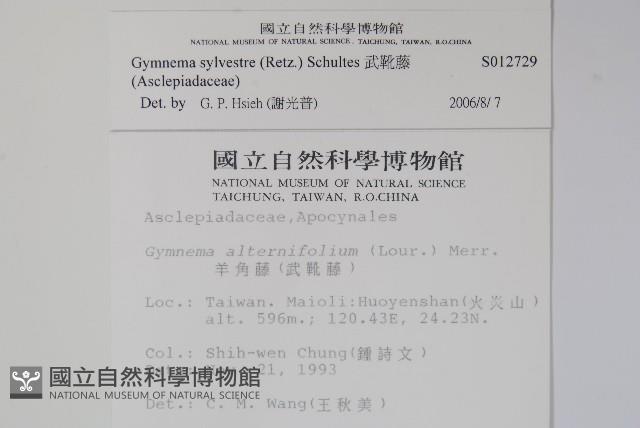 國立自然科學博物館
NATIONAL MUSEUM OF NATURAL SCIENCE. TAICHUNG, TAIWAN, R.O.CHINA
Gymnema sylvestre (Retz.) Schultes 武靴藤 S012729
(Asclepiadaceae)
Det. by G. P. Hsieh (謝光普) 2006/8/7
國立自然科學博物館
NATIONAL MUSEUM OF NATURAL SCIENCE
TAICHUNG, TAIWAN, R.O.CHINA
Asclepiadaceae,Apocynales
Gymnema alternifolium (Lour.) Merr.
羊角藤(武靴藤)
Loc.: Taiwan. Maioli:Huoyenshan(火炎山)
alt. 596m.; 120.43E, 24.23N.
Col.: Shih-wen Chung(鍾詩文)
21, 1993
Det.: C. M. Wang(王秋美)
國立自然科學博物館
NATIONAL MUSEUM OF NATURAL SCIENCE